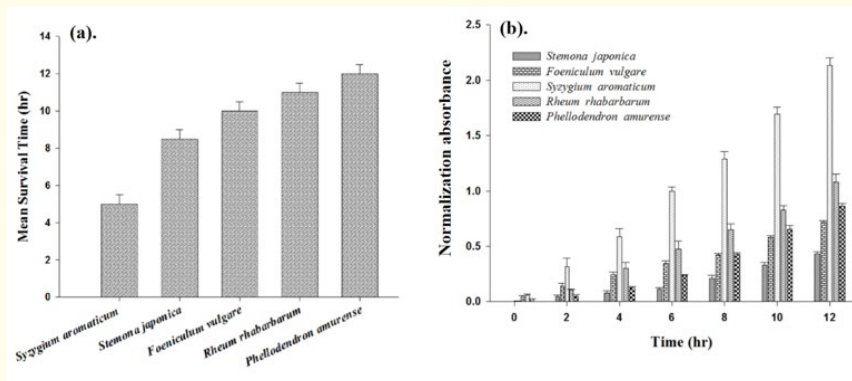 (a).
Mean Survival Time (hr)
14
12
10
8
6
4
2
0
Syzygium aromaticum
Stemona japonica
Foeniculum vulgare
Rheum rhabarbarum
Phellodendron amurense
(b).
Normalization absorbance
2.5
2.0
1.5
1.0
0.5
0.0
Stemona japonica
Foeniculum vulgare
Syzygium aromaticum
Rheum rhabarbarum
Phellodendron amurense
0 2 4 6 8 10 12
Time (hr)